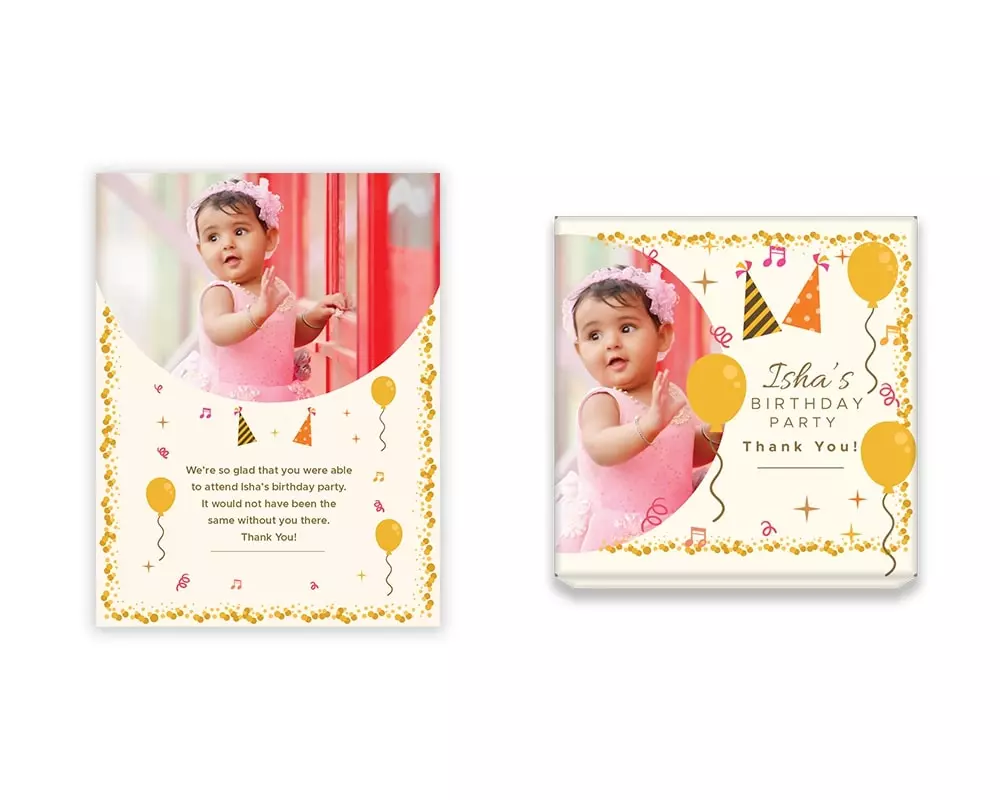 We're so glad that you were able
to attend Isha's birthday party.
It would not have been the
same without you there.
Thank You!
Isha's
BIRTHDAY
PARTY
Thank You!